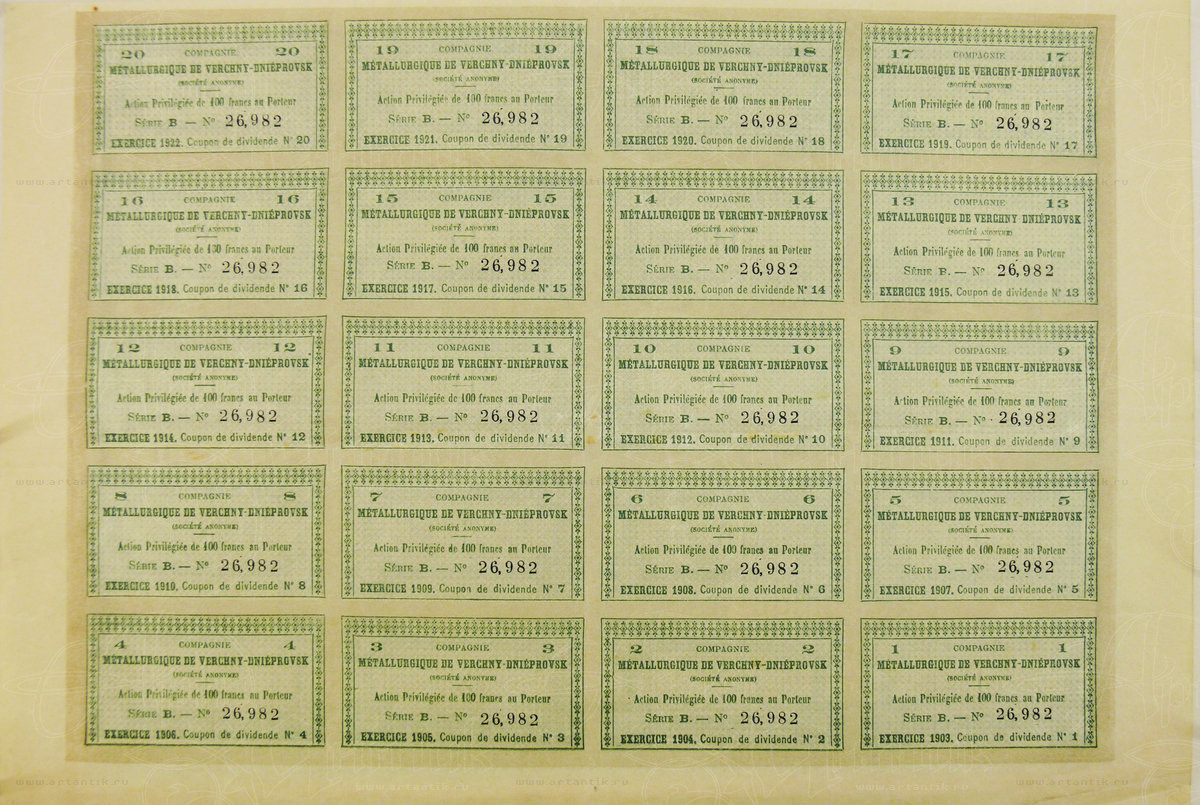 20 COMPAGNIE 20
MÉTALLURGIQUE DE VERCHNY-DNIÉPROVSK
(SOCIÉTÉ ANONYME)
Action Privilégiée de 100 francs au Porteur
SÉRIE B — Nº 26,982
EXERCICE 1922. Coupon de dividende Nº 20
19 COMPAGNIE 19
MÉTALLURGIQUE DE VERCHNY-DNIÉPROVSK
(SOCIÉTÉ ANONYME)
Action Privilégiée de 100 francs au Porteur
SÉRIE B. — Nº 26,982
EXERCICE 1921. Coupon de dividende Nº 19
18 COMPAGNIE 18
MÉTALLURGIQUE DE VERCHNY-DNIÉPROVSK
(SOCIÉTÉ ANONYME)
Action Privilégiée de 100 francs au Porteur
SÉRIE B. — Nº 26,982
EXERCICE 1920. Coupon de dividende Nº 18
17 COMPAGNIE 17
MÉTALLURGIQUE DE VERCHNY-DNIÉPROVSK
(SOCIÉTÉ ANONYME)
Action Privilégiée de 100 francs au Porteur
SÉRIE B. — Nº 26,982
EXERCICE 1919. Coupon de dividende Nº 17
16 COMPAGNIE 16
MÉTALLURGIQUE DE VERCHNY-DNIÉPROVSK
(SOCIÉTÉ ANONYME)
Action Privilégiée de 100 francs au Porteur
SÉRIE B. — Nº 26,982
EXERCICE 1918. Coupon de dividende Nº 16
15 COMPAGNIE 15
MÉTALLURGIQUE DE VERCHNY-DNIÉPROVSK
(SOCIÉTÉ ANONYME)
Action Privilégiée de 100 francs au Porteur
SÉRIE B. — Nº 26,982
EXERCICE 1917. Coupon de dividende Nº 15
14 COMPAGNIE 14
MÉTALLURGIQUE DE VERCHNY-DNIÉPROVSK
(SOCIÉTÉ ANONYME)
Action Privilégiée de 100 francs au Porteur
SÉRIE B. — Nº 26,982
EXERCICE 1916. Coupon de dividende Nº 14
13 COMPAGNIE 13
MÉTALLURGIQUE DE VERCHNY-DNIÉPROVSK
(SOCIÉTÉ ANONYME)
Action Privilégiée de 100 francs au Porteur
SÉRIE B. — Nº 26,982
EXERCICE 1915. Coupon de dividende Nº 13
12 COMPAGNIE 12
MÉTALLURGIQUE DE VERCHNY-DNIÉPROVSK
(SOCIÉTÉ ANONYME)
Action Privilégiée de 100 francs au Porteur
SÉRIE B. — Nº 26,982
EXERCICE 1914. Coupon de dividende Nº 12
11 COMPAGNIE 11
MÉTALLURGIQUE DE VERCHNY-DNIÉPROVSK
(SOCIÉTÉ ANONYME)
Action Privilégiée de 100 francs au Porteur
SÉRIE B. — Nº 26,982
EXERCICE 1913. Coupon de dividende Nº 11
10 COMPAGNIE 10
MÉTALLURGIQUE DE VERCHNY-DNIÉPROVSK
(SOCIÉTÉ ANONYME)
Action Privilégiée de 100 francs au Porteur
SÉRIE B. — Nº 26,982
EXERCICE 1912. Coupon de dividende Nº 10
9 COMPAGNIE 9
MÉTALLURGIQUE DE VERCHNY-DNIÉPROVSK
(SOCIÉTÉ ANONYME)
Action Privilégiée de 100 francs au Porteur
SÉRIE B. — Nº 26,982
EXERCICE 1911. Coupon de dividende Nº 9
8 COMPAGNIE 8
MÉTALLURGIQUE DE VERCHNY-DNIÉPROVSK
(SOCIÉTÉ ANONYME)
Action Privilégiée de 100 francs au Porteur
SÉRIE B. — Nº 26,982
EXERCICE 1910. Coupon de dividende Nº 8
7 COMPAGNIE 7
MÉTALLURGIQUE DE VERCHNY-DNIÉPROVSK
(SOCIÉTÉ ANONYME)
Action Privilégiée de 100 francs au Porteur
SÉRIE B. — Nº 26,982
EXERCICE 1909. Coupon de dividende Nº 7
6 COMPAGNIE 6
MÉTALLURGIQUE DE VERCHNY-DNIÉPROVSK
(SOCIÉTÉ ANONYME)
Action Privilégiée de 100 francs au Porteur
SÉRIE B. — Nº 26,982
EXERCICE 1908. Coupon de dividende Nº 6
5 COMPAGNIE 5
MÉTALLURGIQUE DE VERCHNY-DNIÉPROVSK
(SOCIÉTÉ ANONYME)
Action Privilégiée de 100 francs au Porteur
SÉRIE B. — Nº 26,982
EXERCICE 1907. Coupon de dividende Nº 5
4 COMPAGNIE 4
MÉTALLURGIQUE DE VERCHNY-DNIÉPROVSK
(SOCIÉTÉ ANONYME)
Action Privilégiée de 100 francs au Porteur
SÉRIE B. — Nº 26,982
EXERCICE 1906. Coupon de dividende Nº 4
3 COMPAGNIE 3
MÉTALLURGIQUE DE VERCHNY-DNIÉPROVSK
(SOCIÉTÉ ANONYME)
Action Privilégiée de 100 francs au Porteur
SÉRIE B. — Nº 26,982
EXERCICE 1905. Coupon de dividende Nº 3
2 COMPAGNIE 2
MÉTALLURGIQUE DE VERCHNY-DNIÉPROVSK
(SOCIÉTÉ ANONYME)
Action Privilégiée de 100 francs au Porteur
SÉRIE B. — Nº 26,982
EXERCICE 1904. Coupon de dividende Nº 2
1 COMPAGNIE 1
MÉTALLURGIQUE DE VERCHNY-DNIÉPROVSK
(SOCIÉTÉ ANONYME)
Action Privilégiée de 100 francs au Porteur
SÉRIE B. — Nº 26,982
EXERCICE 1903. Coupon de dividende Nº 1
www.artantik.ru